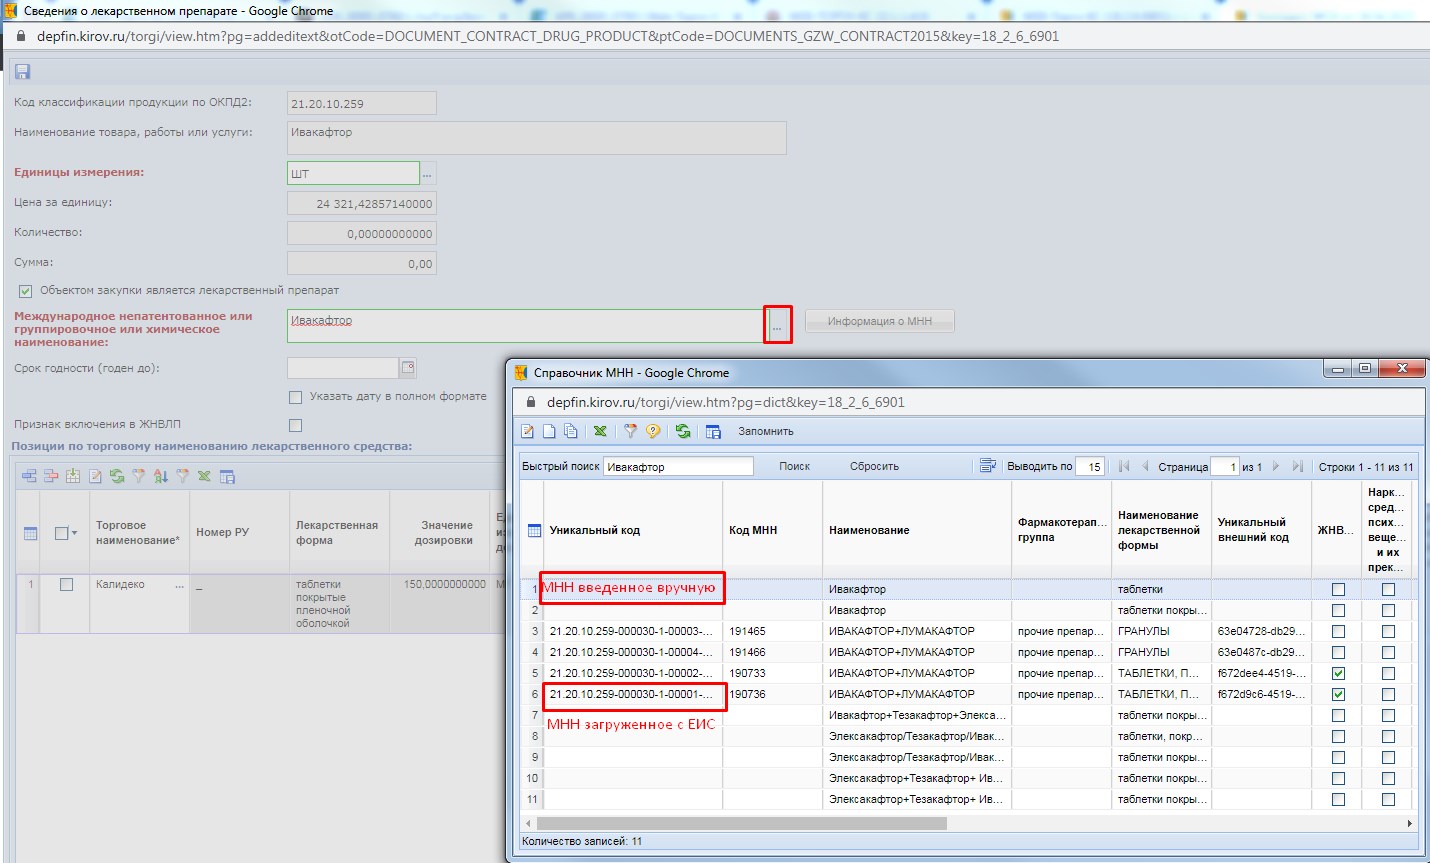 Сведения о лекарственном препарате - Google Chrome
depfin.kirov.ru/torgi/view.htm?pg=addeditext&otCode=DOCUMENT_CONTRACT_DRUG_PRODUCT&ptCode=DOCUMENTS_GZW_CONTRACT2015&key=18_2_6_6901
Код классификации продукции по ОКПД2: 21.20.10.259
Наименование товара, работы или услуги: Ивакафтор
Единицы измерения: ШТ ...
Цена за единицу: 24 321,42857140000
Количество: 0,00000000000
Сумма: 0,00
Объектом закупки является лекарственный препарат
Международное непатентованное или
группировочное или химическое
наименование:
Ивакафтор ... Информация о МНН
Срок годности (годен до):
Указать дату в полном формате
Признак включения в ЖНВЛП
Позиции по торговому наименованию лекарственного средства:
Торговое
наименование*
Номер РУ
Лекарственная
форма
Значение
дозировки
1 Калидеко ... _ таблетки 150,0000000000
покрытые
пленочной
оболочкой
Справочник МНН - Google Chrome
depfin.kirov.ru/torgi/view.htm?pg=dict&key=18_2_6_6901
Запомнить
Быстрый поиск Ивакафтор Поиск Сбросить Выводить по 15 Страница 1 из 1 Строки 1 - 11 из 11
Уникальный код
Код МНН
Наименование
Фармакотерап...
группа
Наименование
лекарственной
формы
Уникальный
внешний код
ЖНВ...
Нарк...
сред...
псих...
веще...
и их
прек...
1 МНН введенное вручную Ивакафтор таблетки
2 Ивакафтор таблетки покры...
3 21.20.10.259-000030-1-00003-... 191465 ИВАКАФТОР+ЛУМАКАФТОР прочие препар... ГРАНУЛЫ 63e04728-db29...
4 21.20.10.259-000030-1-00004-... 191466 ИВАКАФТОР+ЛУМАКАФТОР прочие препар... ГРАНУЛЫ 63e0487c-db29...
5 21.20.10.259-000030-1-00002-... 190733 ИВАКАФТОР+ЛУМАКАФТОР прочие препар... ТАБЛЕТКИ, П... f672dee4-4519-...
6 21.20.10.259-000030-1-00001-... 190736 ИВАКАФТОР+ЛУМАКАФТОР прочие препар... ТАБЛЕТКИ, П... f672d9c6-4519-...
7 Ивакафтор+Тезакафтор+Элекса... таблетки покры...
МНН загруженное с ЕИС
8 Элексакафтор/Тезакафтор/Ивак... таблетки, покр...
9 Элексакафтор/Тезакафтор/Ивак... таблетки покры...
10 Элексакафтор+Тезакафтор+ Ив... таблетки покры...
11 Элексакафтор+Тезакафтор+ Ив... таблетки покры...
Количество записей: 11